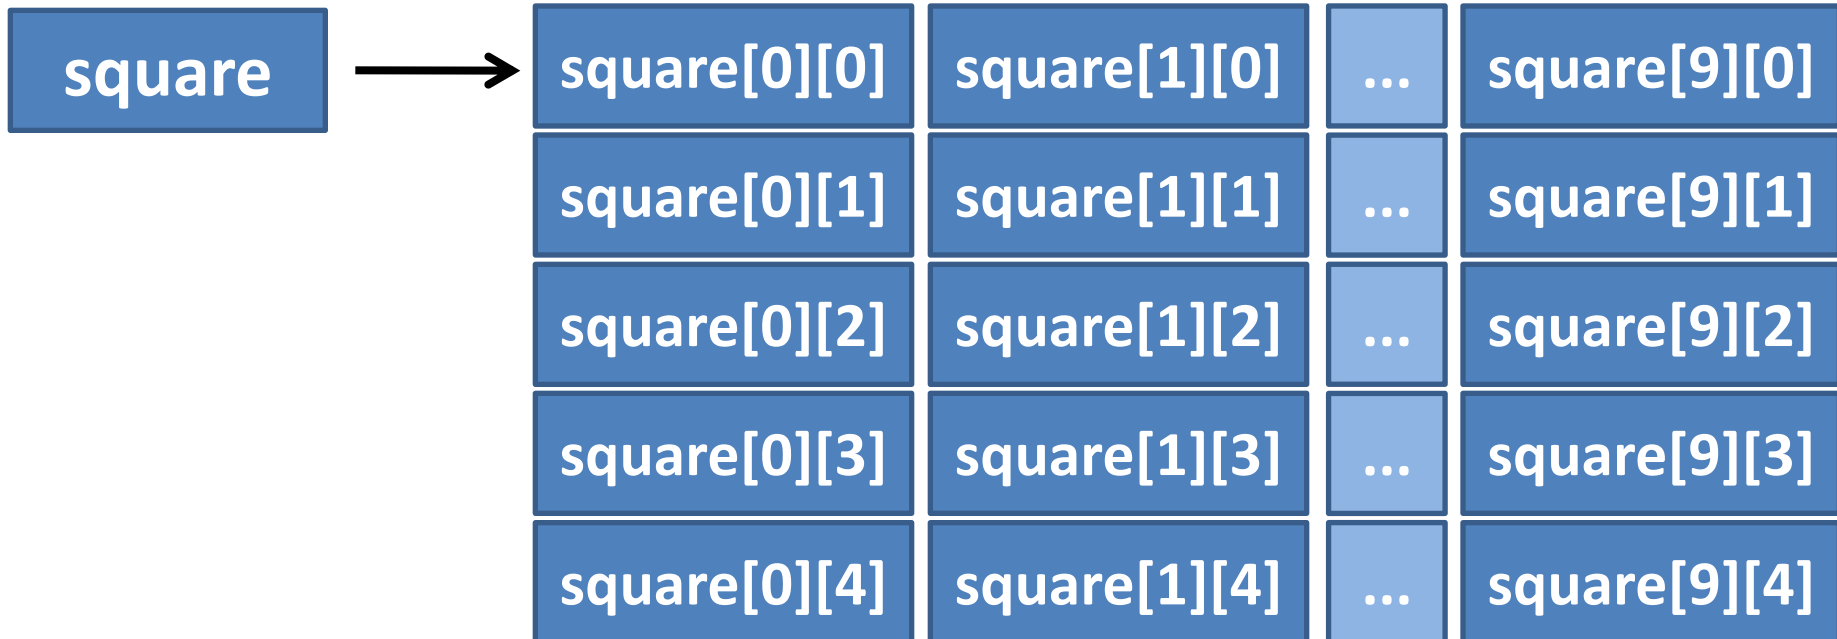 square square[0][0] square[1][0] ... square[9][0]
square[0][1] square[1][1] ... square[9][1]
square[0][2] square[1][2] ... square[9][2]
square[0][3] square[1][3] ... square[9][3]
square[0][4] square[1][4] ... square[9][4]